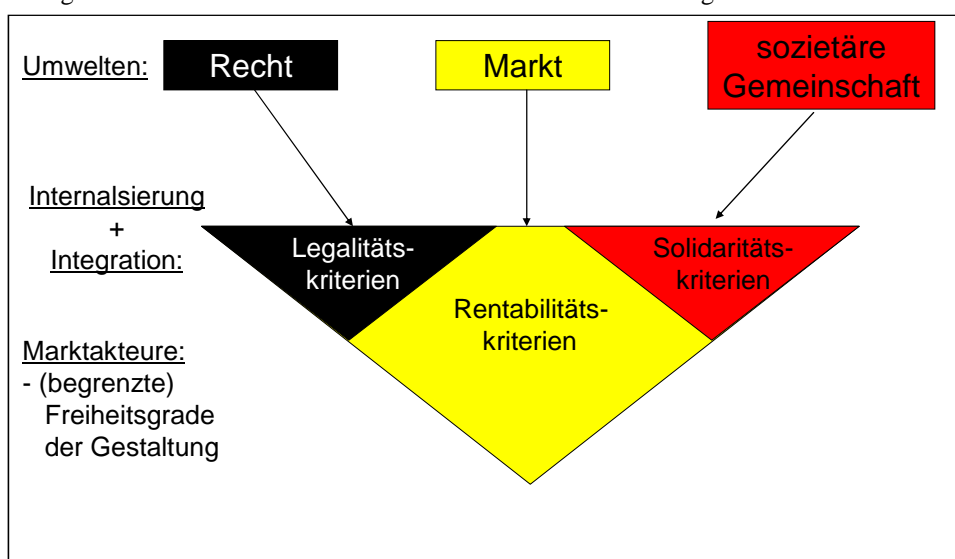 Umwelten:
Recht
Markt
sozietäre
Gemeinschaft
Internalsierung
+
Integration:
Legalitäts-
kriterien
Solidaritäts-
kriterien
Rentabilitäts-
kriterien
Marktakteure:
- (begrenzte)
Freiheitsgrade
der Gestaltung